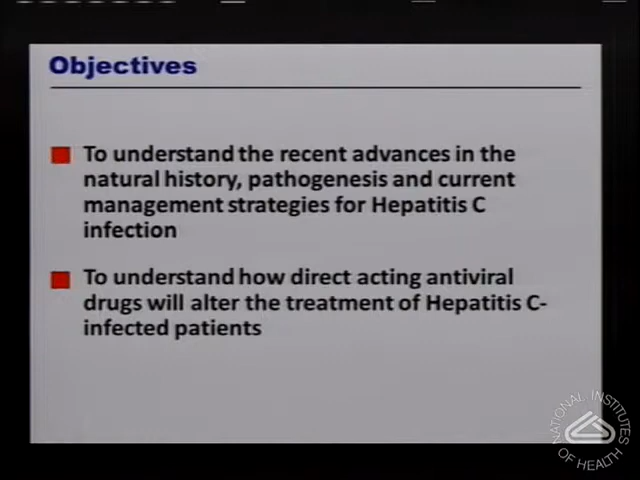 Objectives
To understand the recent advances in the
natural history, pathogenesis and current
management strategies for Hepatitis C
infection
To understand how direct acting antiviral
drugs will alter the treatment of Hepatitis C-
infected patients
NATIONAL INSTITUTES
OF HEALTH